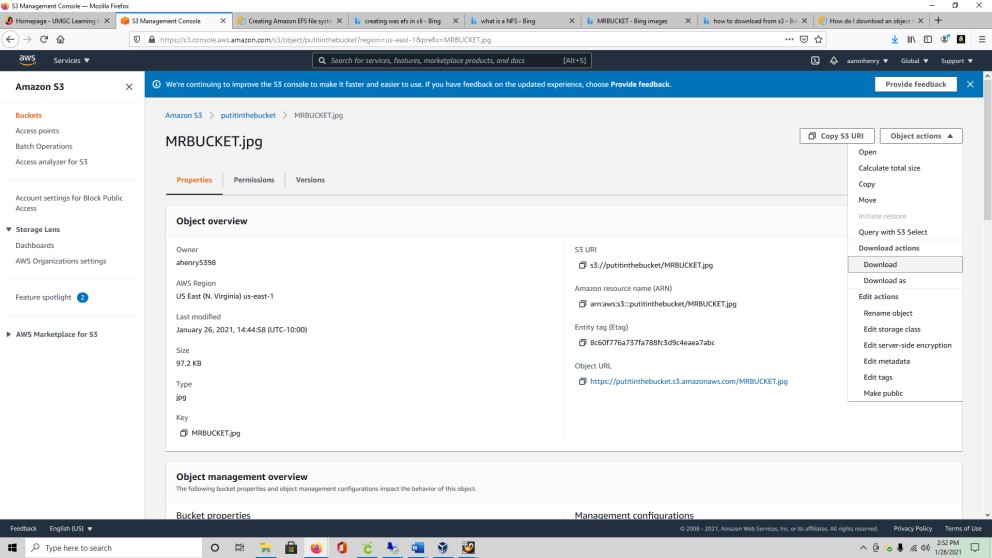 S3 Management Console — Mozilla Firefox
Homepage - UMGC Learning M
S3 Management Console
Creating Amazon EFS file system
creating was efs in cli - Bing
what is a NFS - Bing
MRBUCKET - Bing images
how to download from s3 - Bing
How do I download an object f
https://s3.console.aws.amazon.com/s3/object/putitinthebucket?region=us-east-1&prefix=MRBUCKET.jpg
aws
Services
Search for services, features, marketplace products, and docs
[Alt+S]
aaronhenry
Global
Support
Amazon S3
We're continuing to improve the S3 console to make it faster and easier to use. If you have feedback on the updated experience, choose Provide feedback.
Provide feedback
Buckets
Access points
Batch Operations
Access analyzer for S3
Account settings for Block Public
Access
Storage Lens
Dashboards
AWS Organizations settings
Feature spotlight 2
AWS Marketplace for S3
Amazon S3 > putitinthebucket > MRBUCKET.jpg
MRBUCKET.jpg
Copy S3 URI
Object actions
Open
Calculate total size
Copy
Move
Initiate restore
Query with S3 Select
Download actions
Download
Download as
Edit actions
Rename object
Edit storage class
Edit server-side encryption
Edit metadata
Edit tags
Make public
Properties
Permissions
Versions
Object overview
Owner
ahenry5398
AWS Region
US East (N. Virginia) us-east-1
Last modified
January 26, 2021, 14:44:58 (UTC-10:00)
Size
97.2 KB
Type
jpg
Key
MRBUCKET.jpg
S3 URI
s3://putitinthebucket/MRBUCKET.jpg
Amazon resource name (ARN)
arn:aws:s3:::putitinthebucket/MRBUCKET.jpg
Entity tag (Etag)
8c60f776a737fa788fc3d9c4eaea7abc
Object URL
https://putitinthebucket.s3.amazonaws.com/MRBUCKET.jpg
Object management overview
The following bucket properties and object management configurations impact the behavior of this object.
Bucket properties
Management configurations
Feedback
English (US)
© 2008 - 2021, Amazon Web Services, Inc. or its affiliates. All rights reserved.
Privacy Policy
Terms of Use
Type here to search
2:52 PM
1/26/2021